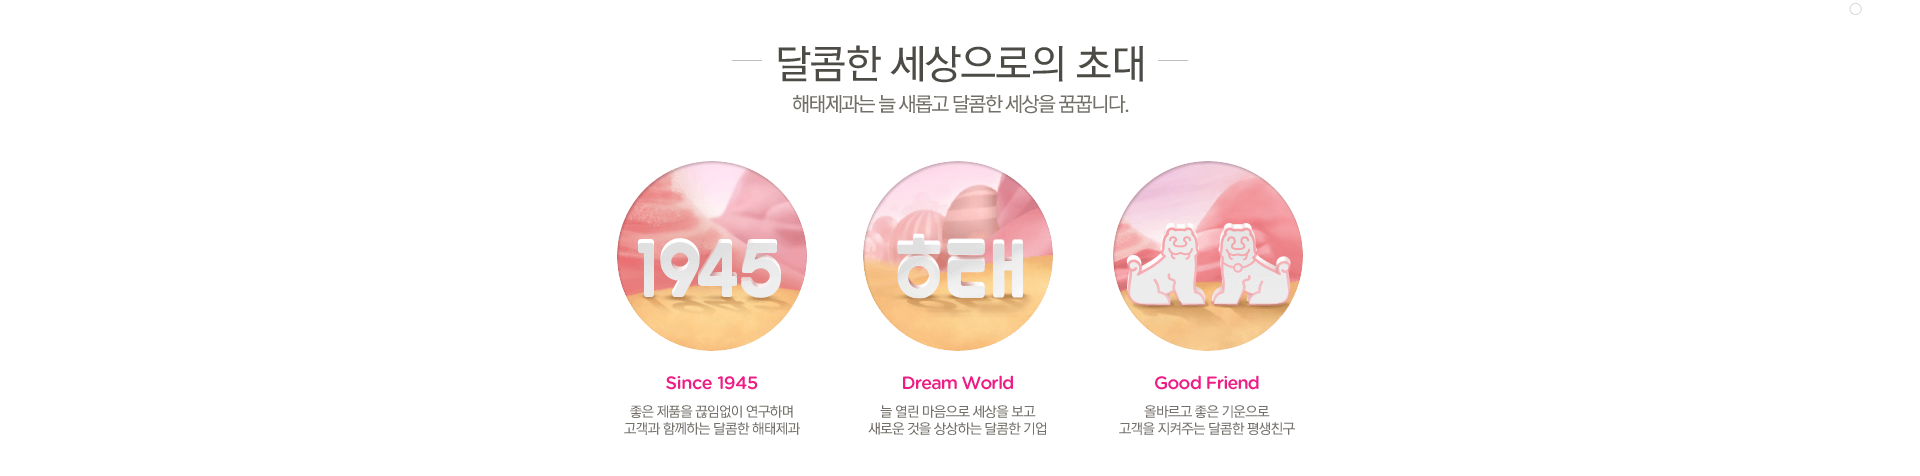 달콤한 세상으로의 초대
해태제과는 늘 새롭고 달콤한 세상을 꿈꿉니다.
1945
해태
Since 1945
좋은 제품을 끊임없이 연구하며
고객과 함께하는 달콤한 해태제과
Dream World
늘 열린 마음으로 세상을 보고
새로운 것을 상상하는 달콤한 기업
Good Friend
올바르고 좋은 기운으로
고객을 지켜주는 달콤한 평생친구